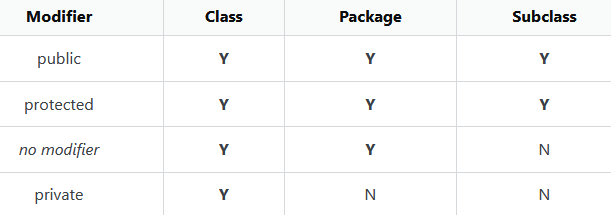 Modifier Class Package Subclass
public Y Y Y
protected Y Y Y
no modifier Y Y N
private Y N N